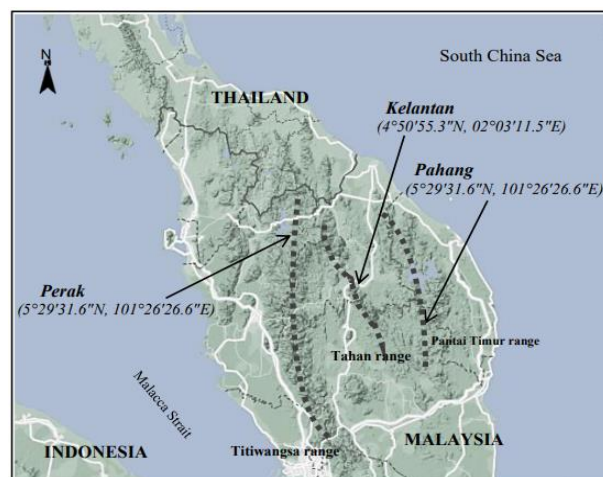 South China Sea
N
THAILAND
Kelantan
(4°50'55.3"N, 02°03'11.5"E)
Pahang
(5°29'31.6"N, 101°26'26.6"E)
Perak
(5°29'31.6"N, 101°26'26.6"E)
Pantai Timur range
Tahan range
Malacca Strait
INDONESIA
Titiwangsa range
MALAYSIA